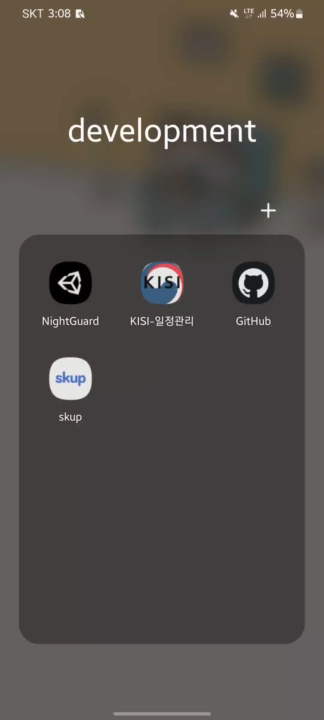 SKT 3:08
LTE 54%
development
+
KISI
NightGuard
KISI-일정관리
GitHub
skup
skup